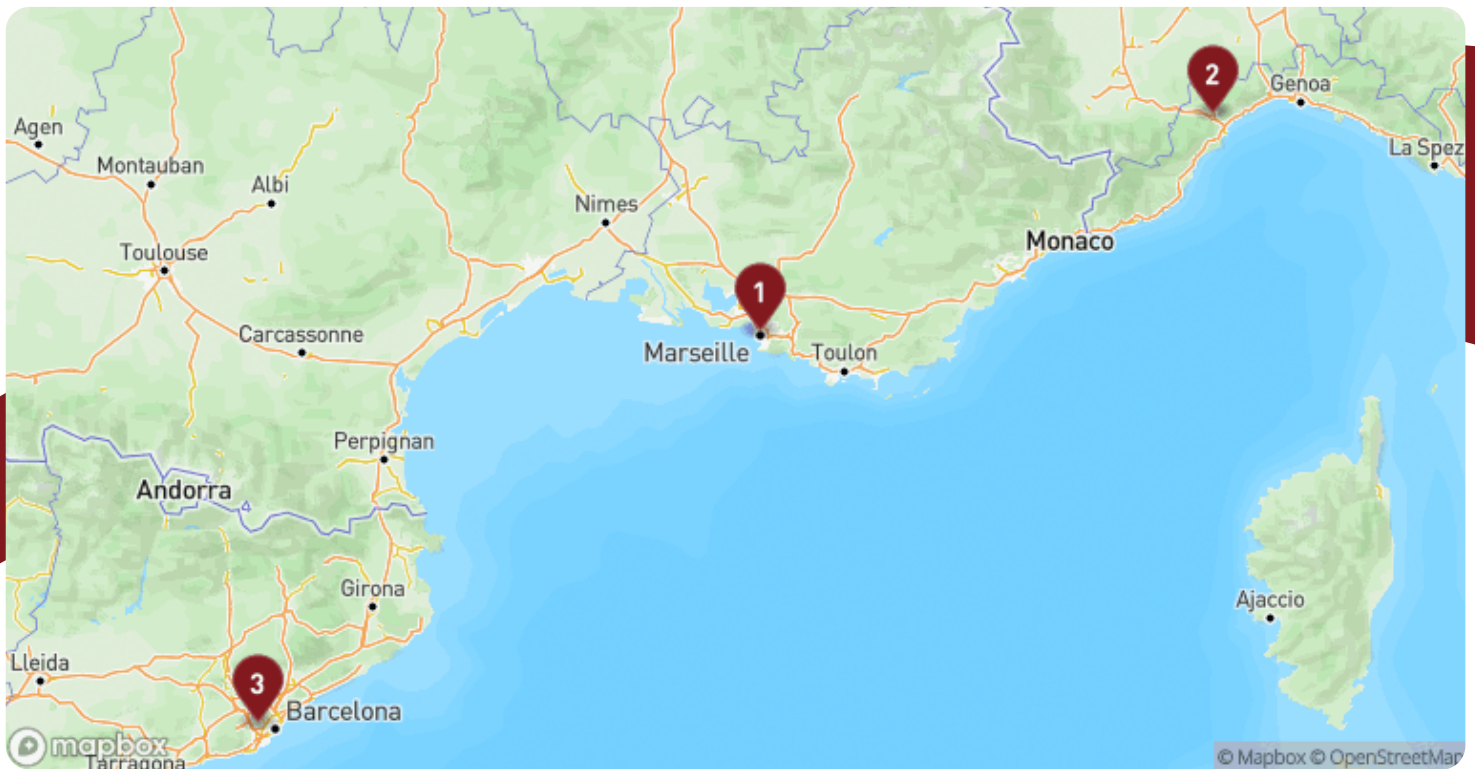 2
Genoa
Agen
La Spez
Montauban
Albi
Nimes
Toulouse
Monaco
1
Carcassonne
Marseille
Toulon
Perpignan
Andorra
Girona
Ajaccio
Lleida
3
Barcelona
mapbox
Tarragona
© Mapbox © OpenStreetMap